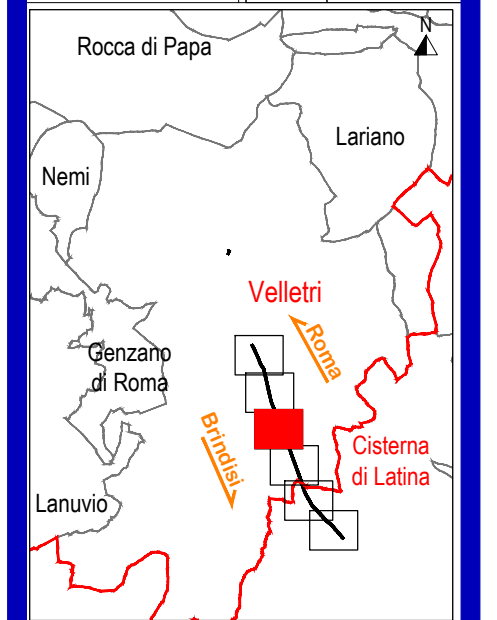 N
Rocca di Papa
Lariano
Nemi
Velletri
Roma
Genzano
di Roma
Brindisi
Cisterna
di Latina
Lanuvio